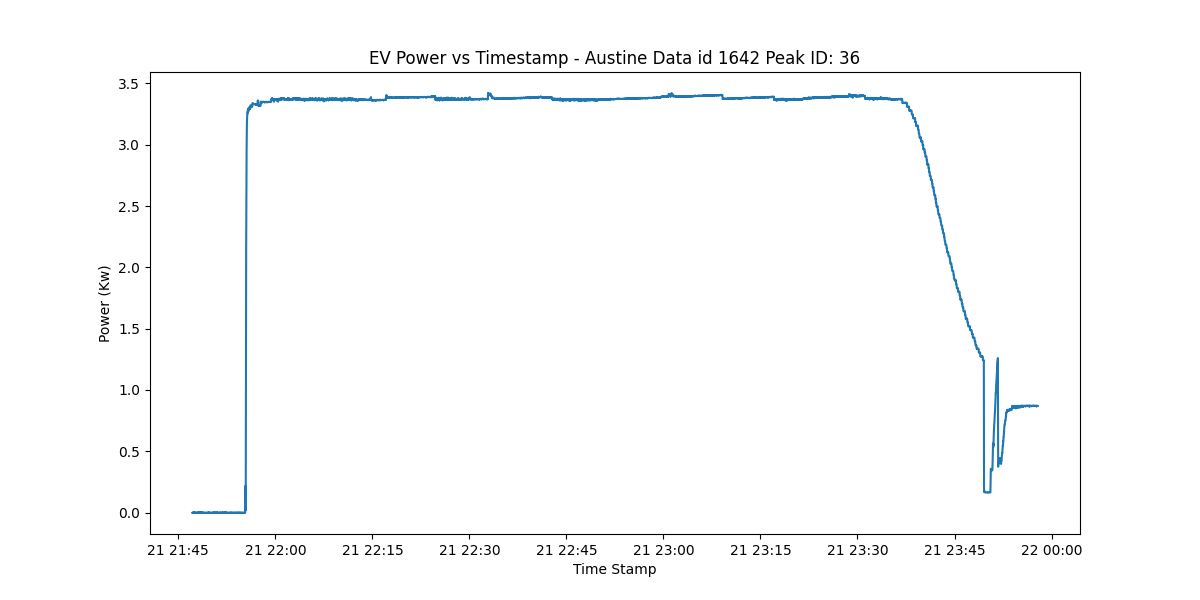 EV Power vs Timestamp - Austine Data id 1642 Peak ID: 36
3.5
3.0
2.5
2.0
1.5
1.0
0.5
0.0
Power (Kw)
21 21:45 21 22:00 21 22:15 21 22:30 21 22:45 21 23:00 21 23:15 21 23:30 21 23:45 22 00:00
Time Stamp